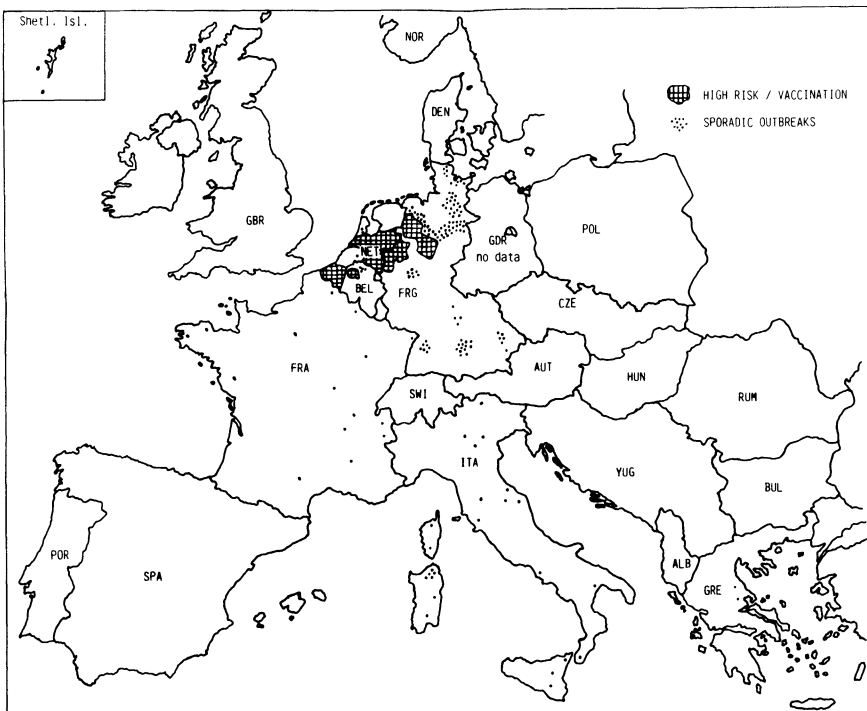 Shetl. Isl.
NOR
HIGH RISK / VACCINATION
DEN
SPORADIC OUTBREAKS
GBR
NET
GDR
no data
POL
BEL
FRG
CZE
FRA
AUT
HUN
SWI
RUM
ITA
YUG
BUL
POR
SPA
ALB
GRE